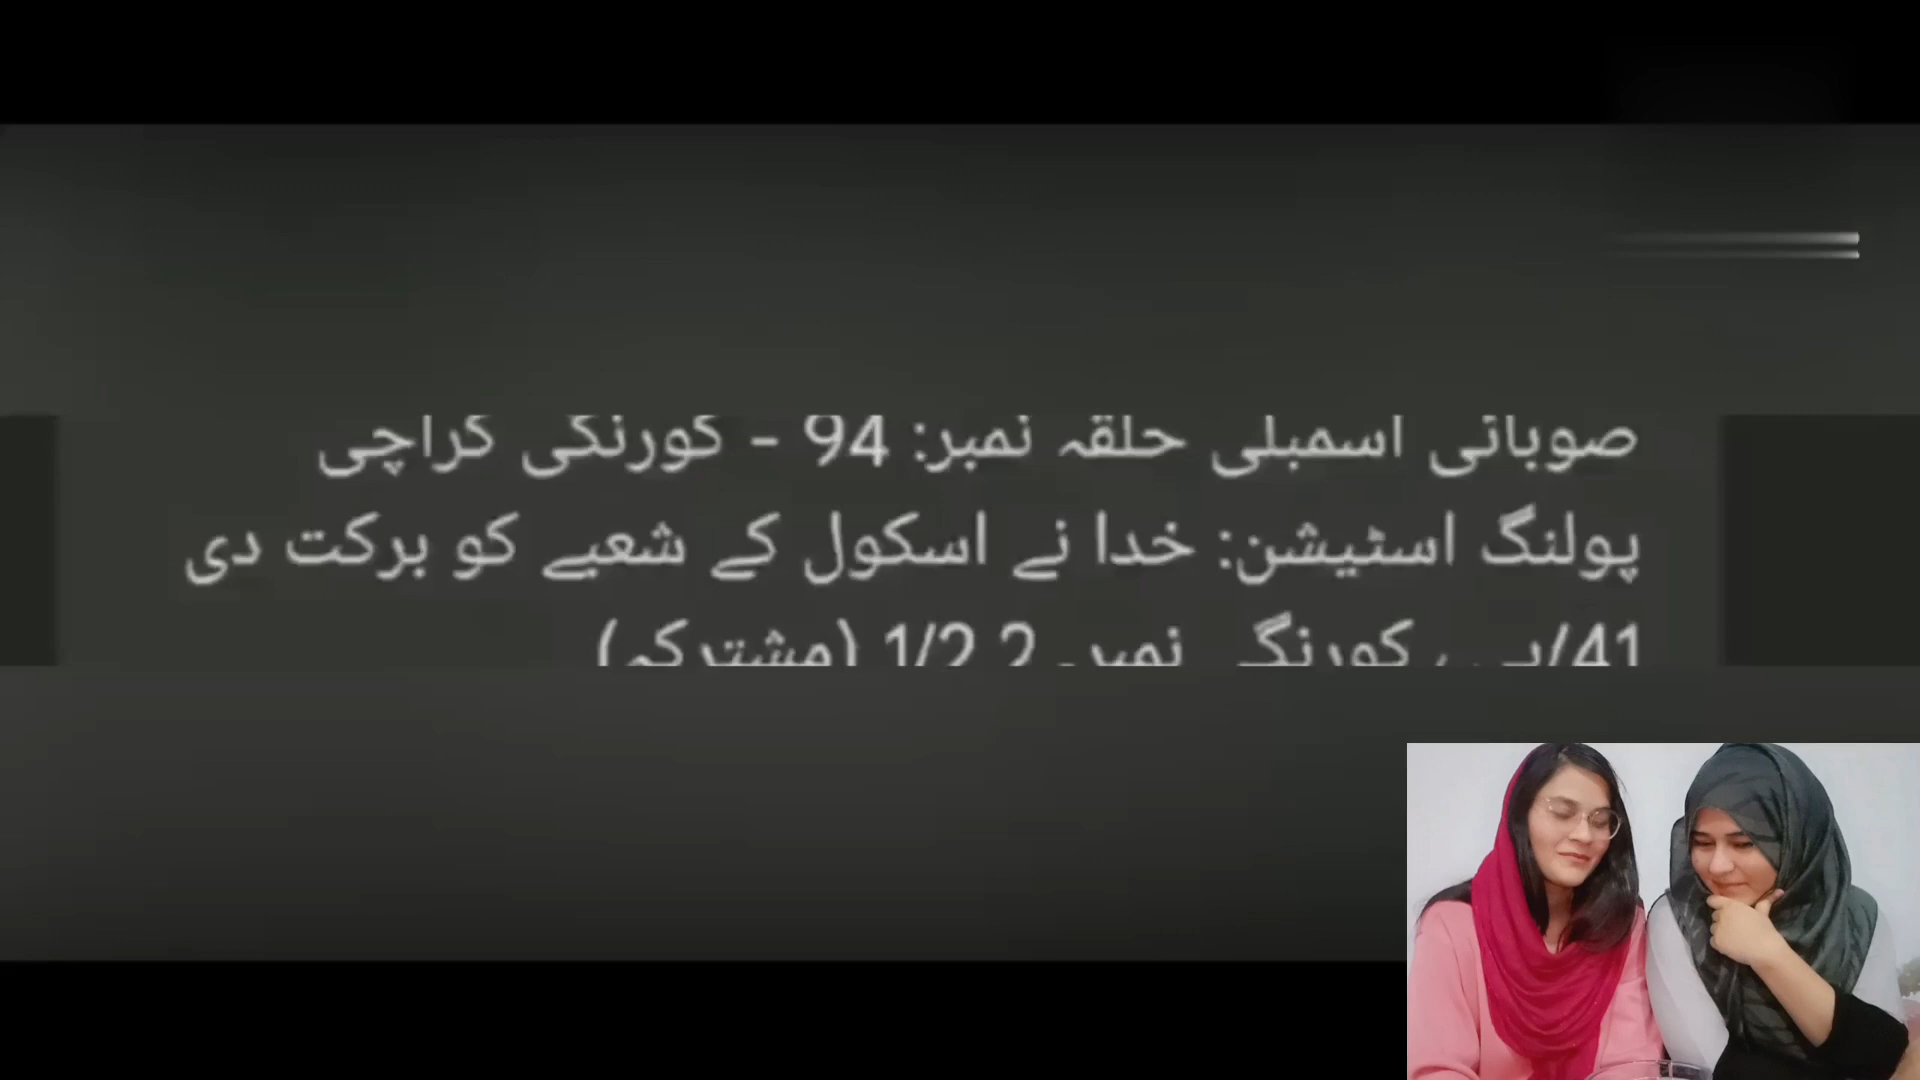 صوبائی اسمبلی حلقہ نمبر: 94 - کورنگی کراچی
پولنگ اسٹیشن: خدا نے اسکول کے شعبے کو برکت دی
41/بی ، کورنگی نمبر۔ 2 1/2 (مشترکہ)